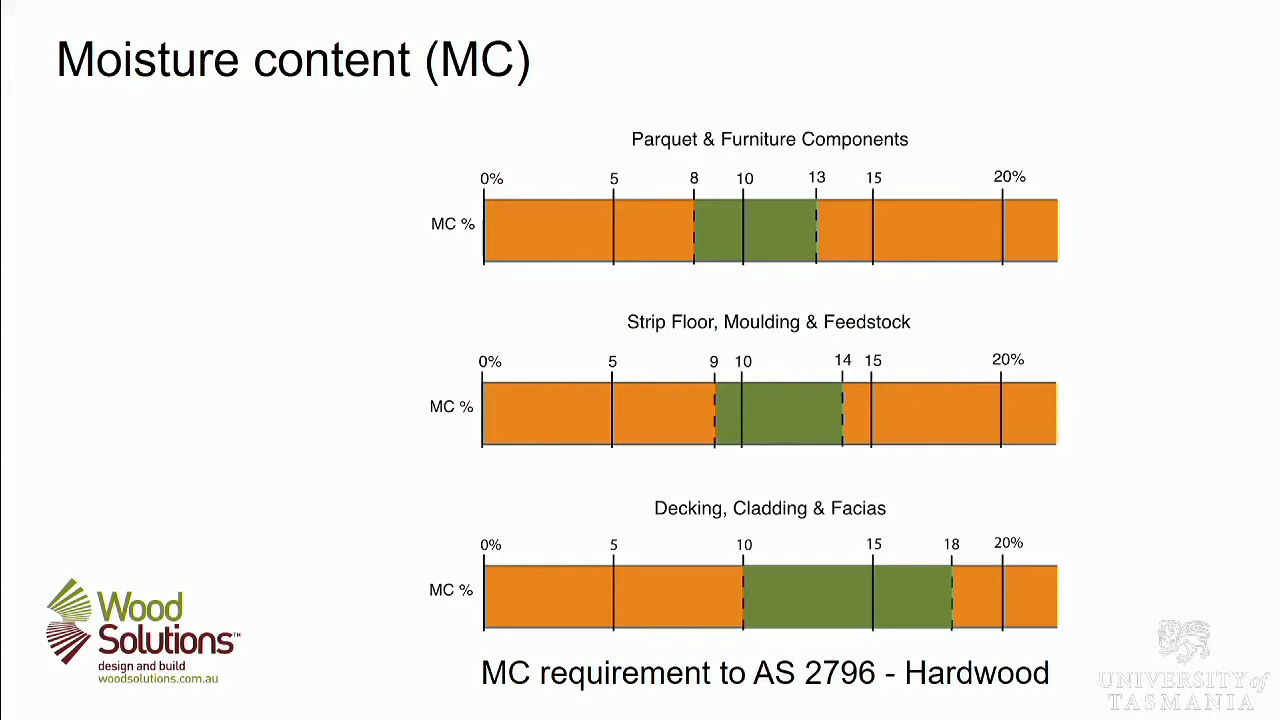 Moisture content (MC)
Parquet & Furniture Components
0% 5 8 10 13 15 20%
MC %
Strip Floor, Moulding & Feedstock
0% 5 9 10 14 15 20%
MC %
Decking, Cladding & Facias
0% 5 10 15 18 20%
MC %
Wood
Solutions™
design and build
woodsolutions.com.au
MC requirement to AS 2796 - Hardwood
UNIVERSITY of
TASMANIA